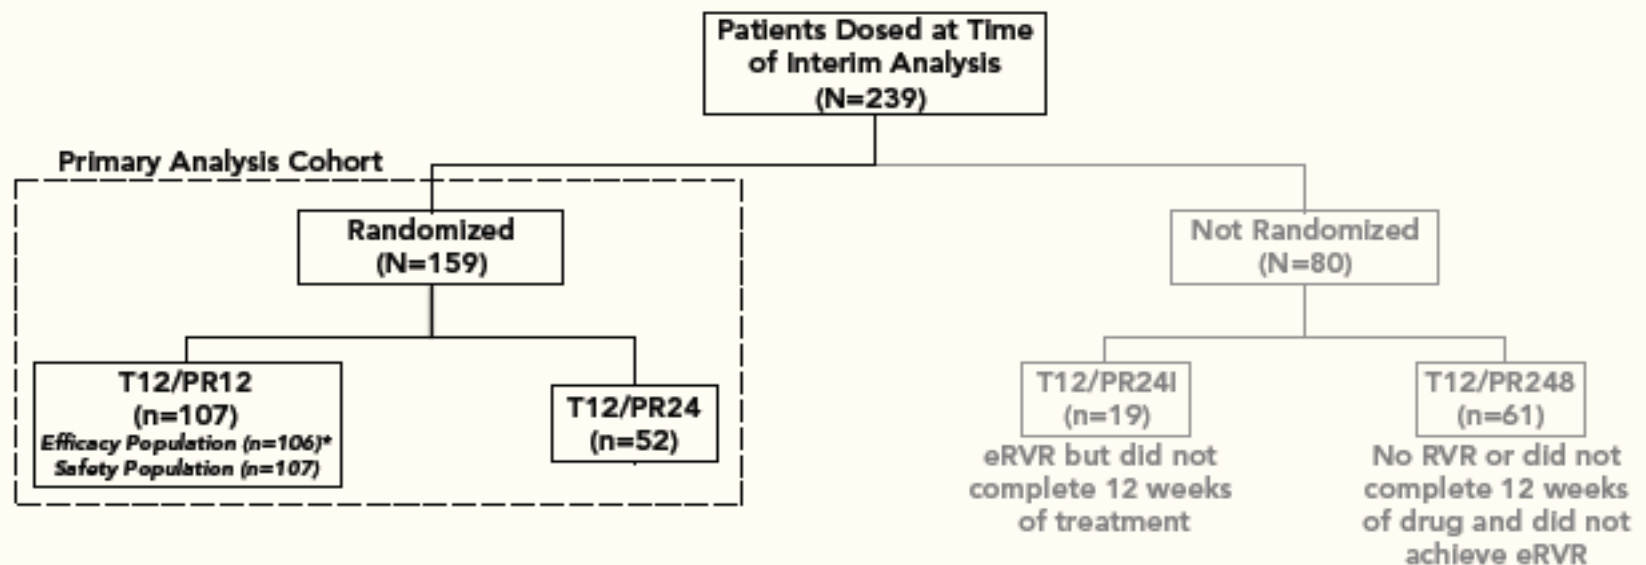 Patients Dosed at Time
of Interim Analysis
(N=239)
Primary Analysis Cohort
Randomized
(N=159)
Not Randomized
(N=80)
T12/PR12
(n=107)
Efficacy Population (n=106)*
Safety Population (n=107)
T12/PR24
(n=52)
T12/PR24I
(n=19)
eRVR but did not
complete 12 weeks
of treatment
T12/PR248
(n=61)
No RVR or did not
complete 12 weeks
of drug and did not
achieve eRVR